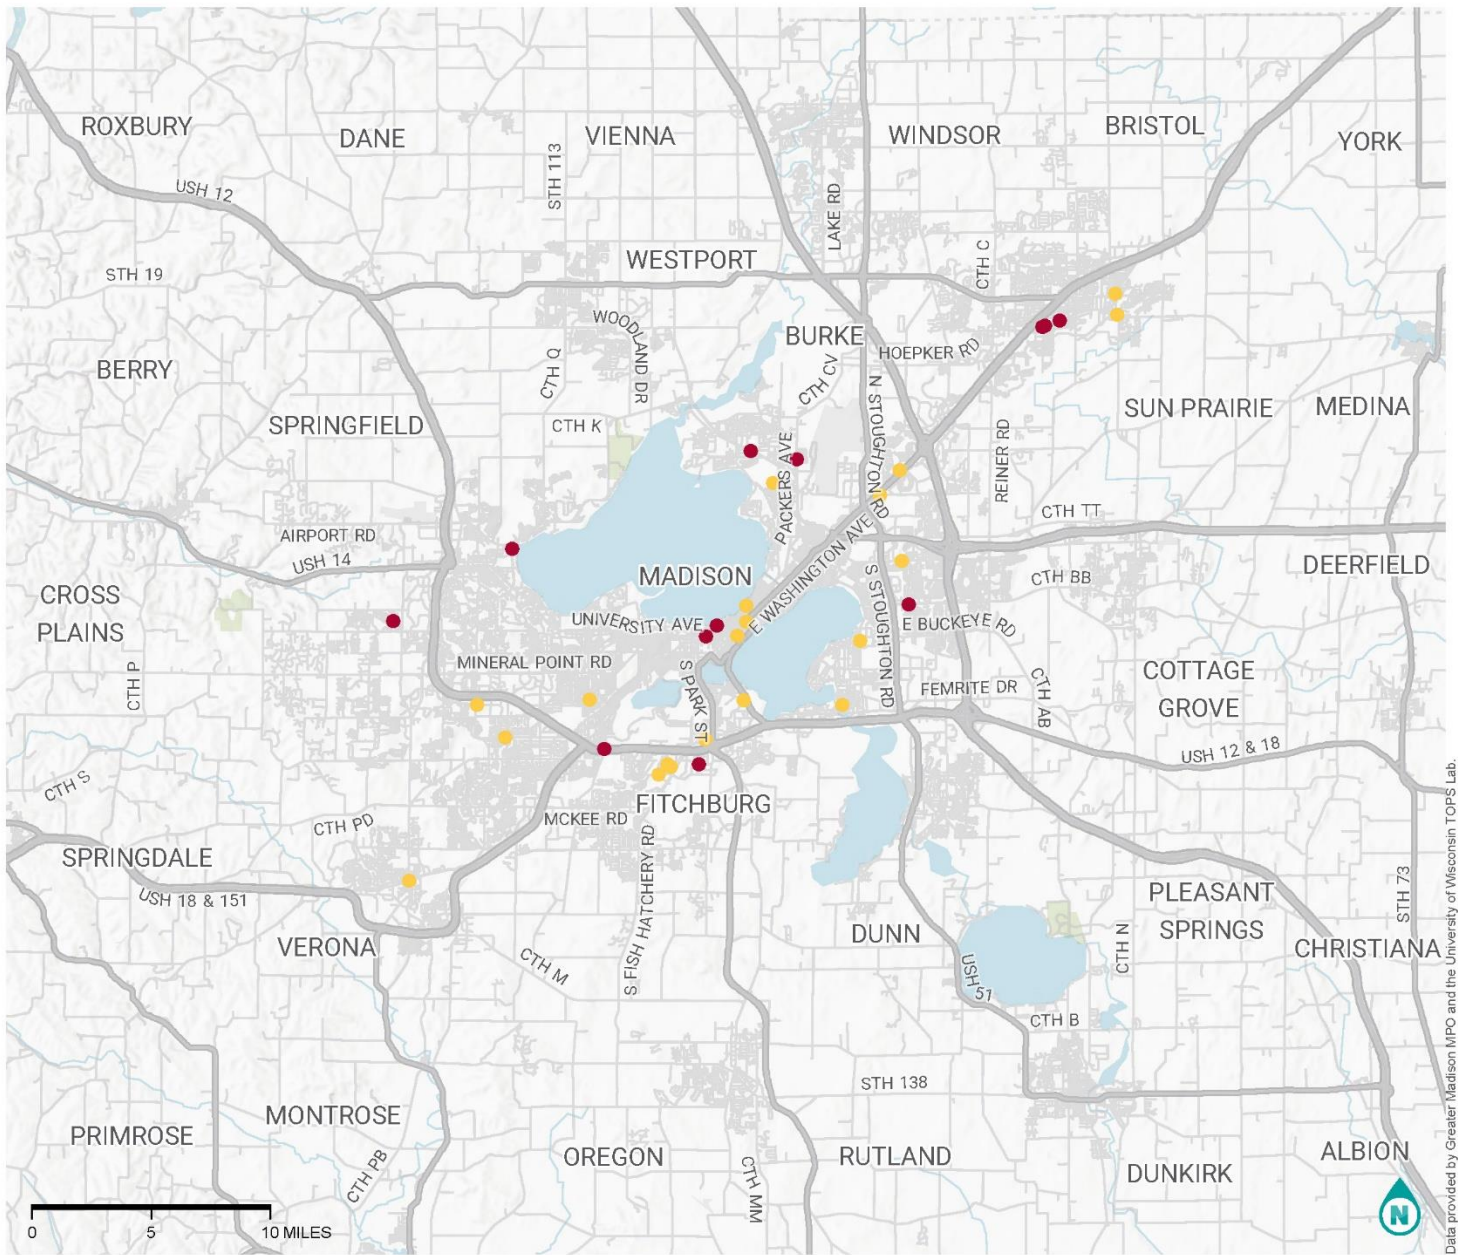 ROXBURY
DANE
VIENNA
WINDSOR
BRISTOL
YORK
USH 12
STH 113
LAKE RD
CTH C
WESTPORT
STH 19
WOODLAND DR
BURKE
HOEPKER RD
CTH Q
CTH CV
N STOUGHTON RD
BERRY
SPRINGFIELD
CTH K
SUN PRAIRIE
MEDINA
PACKERS AVE
REINER RD
AIRPORT RD
USH 14
CTH TT
MADISON
E WASHINGTON AVE
S STOUGHTON RD
CTH BB
DEERFIELD
CROSS
PLAINS
UNIVERSITY AVE
E BUCKEYE RD
MINERAL POINT RD
S PARK ST
FEMRITE DR
CTH AB
COTTAGE
GROVE
CTH P
USH 12 & 18
CTH S
FITCHBURG
MCKEE RD
CTH PD
SPRINGDALE
USH 18 & 151
S FISH HATCHERY RD
PLEASANT
SPRINGS
STH 73
VERONA
CTH M
DUNN
USH 51
CTH N
CHRISTIANA
CTH B
STH 138
MONTROSE
PRIMROSE
CTH PB
OREGON
CTH MM
RUTLAND
DUNKIRK
ALBION
0 5 10 MILES
N
Data provided by Greater Madison MPO and the University of Wisconsin TOPS Lab.